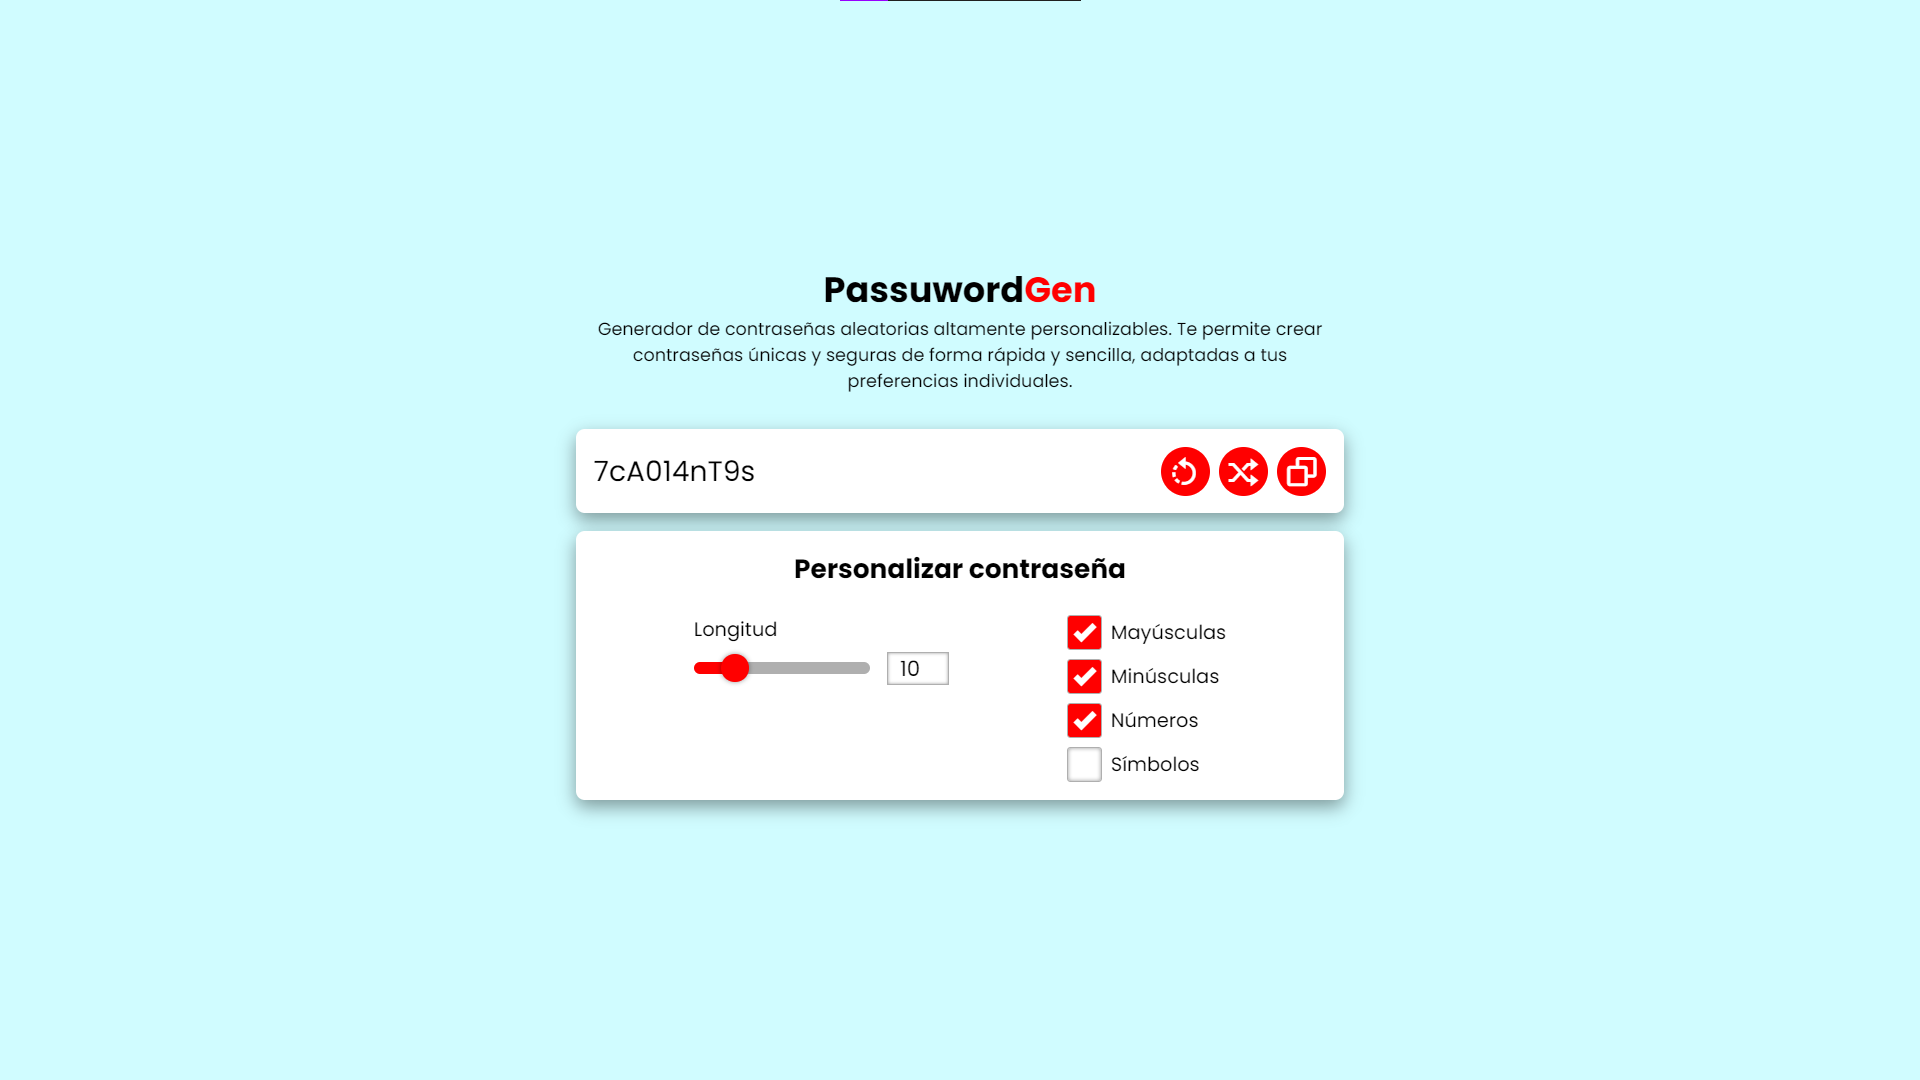 PassuwordGen
Generador de contraseñas aleatorias altamente personalizables. Te permite crear
contraseñas únicas y seguras de forma rápida y sencilla, adaptadas a tus
preferencias individuales.
7cA014nT9s
Personalizar contraseña
Longitud
10
Mayúsculas
Minúsculas
Números
Símbolos